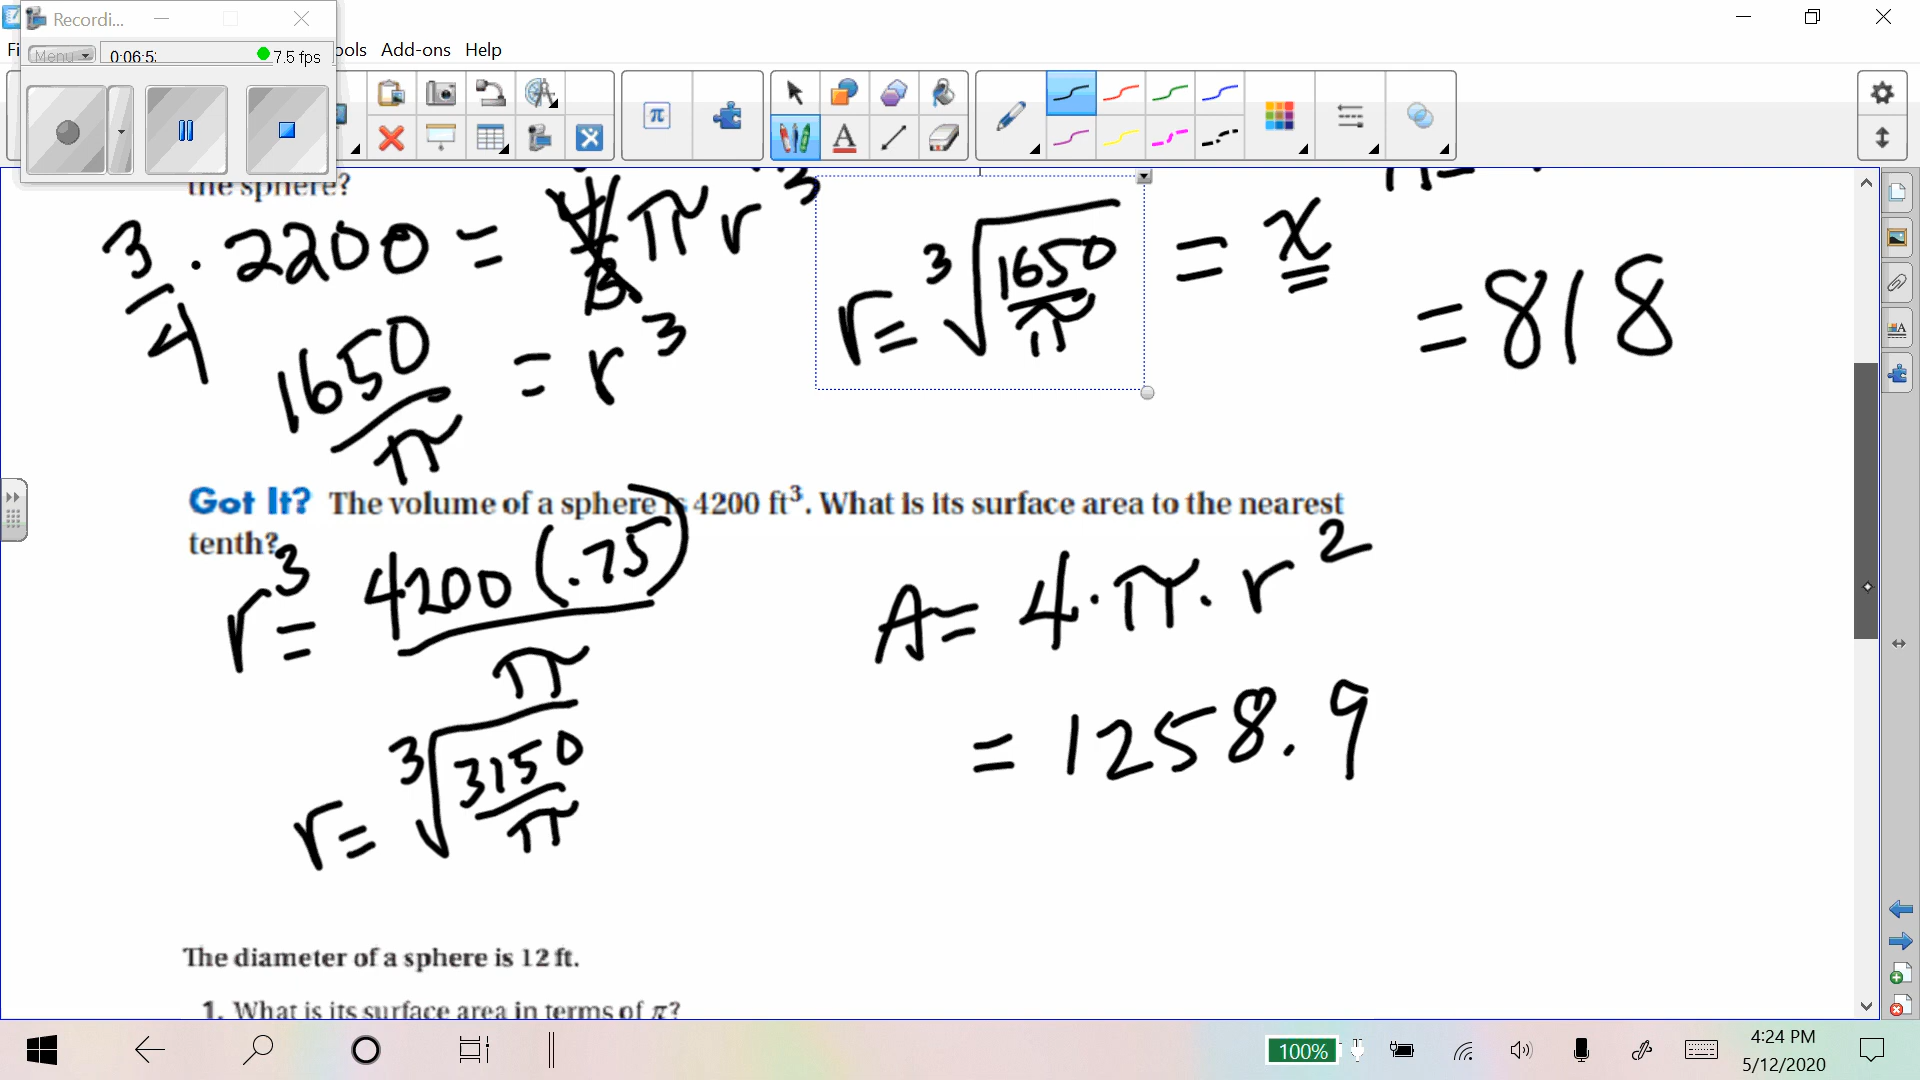 Recordi...
Menu 0:06:5 7.5 fps
ools Add-ons Help
the sphere?
3/4 · 2200 = 4/3 π r³
r = ³√(1650/π) = x
= 818
1650/π = r³
Got It? The volume of a sphere is 4200 ft³. What is its surface area to the nearest
tenth?
r³ = 4200 (.75)/π
A = 4 · π · r²
= 1258.9
r = ³√(3150/π)
The diameter of a sphere is 12 ft.
1. What is its surface area in terms of π?
100%
4:24 PM
5/12/2020